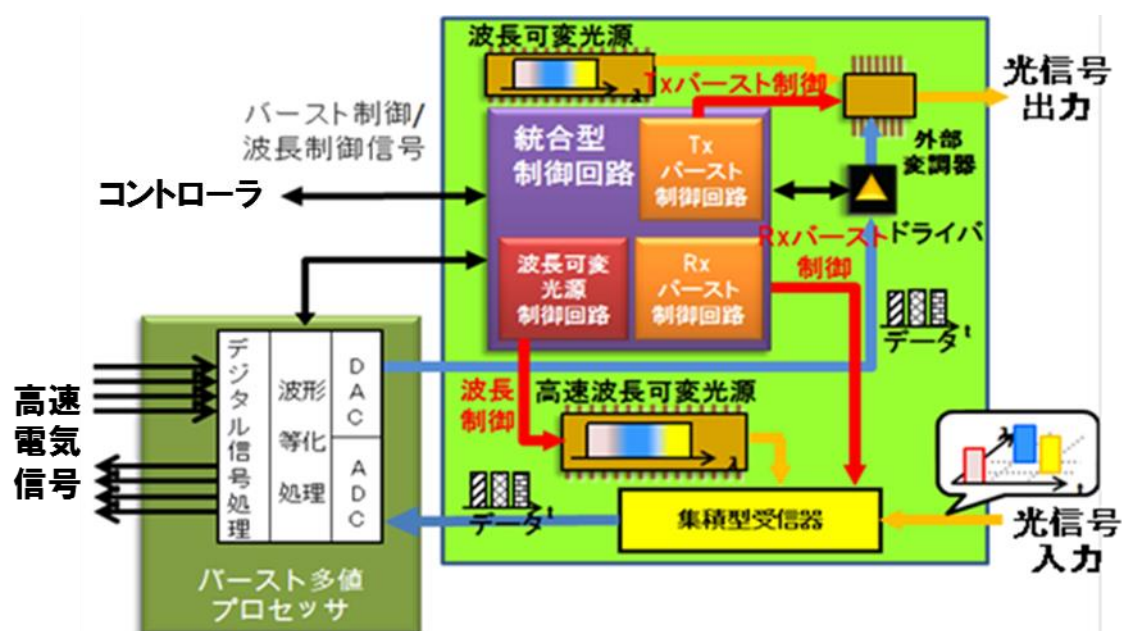 波長可変光源
λ
Txバースト制御
光信号
出力
バースト制御/
波長制御信号
統合型
制御回路
Tx
バースト
制御回路
外部
変調器
コントローラ
ドライバ
Rxバースト
制御
波長可変
光源
制御回路
Rx
バースト
制御回路
データ t
高速
電気
信号
デジタル信号処理
波形
等化
処理
DAC
ADC
波長
制御
高速波長可変光源
λ
データ t
集積型受信器
λ
t
光信号
入力
バースト多値
プロセッサ